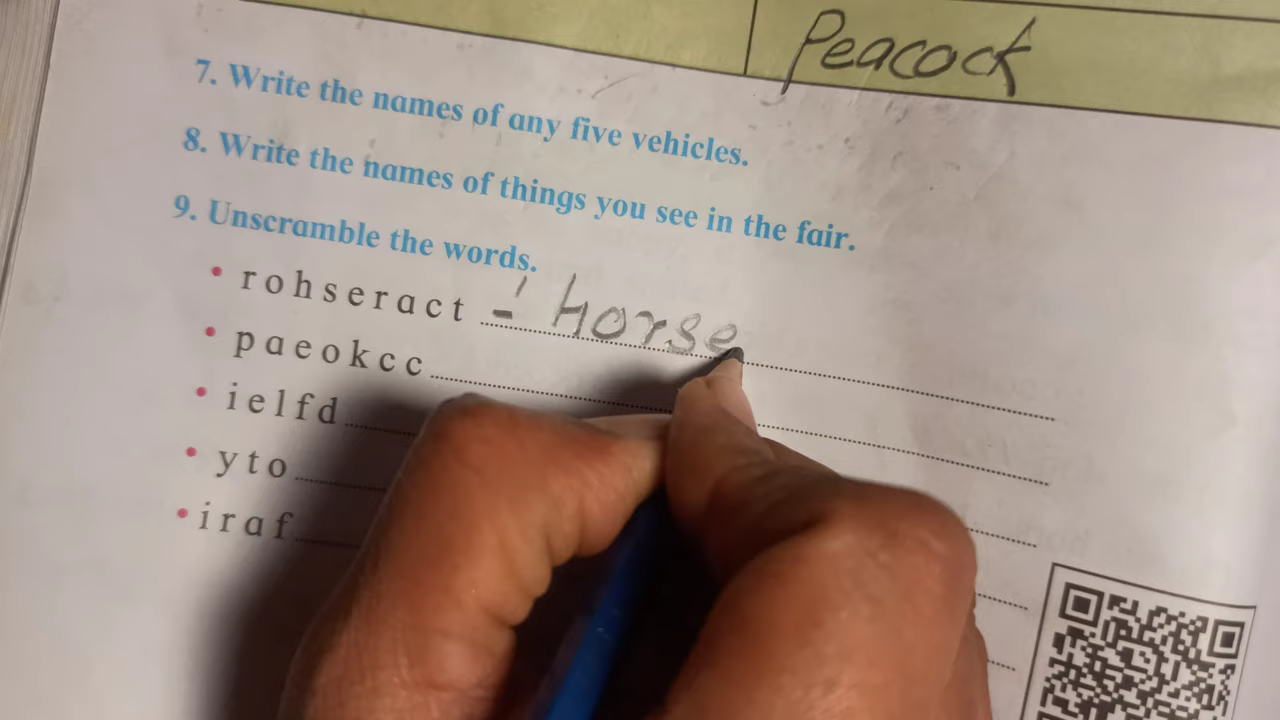 Peacock
7. Write the names of any five vehicles.
8. Write the names of things you see in the fair.
9. Unscramble the words.
• r o h s e r a c t - horse
• p a e o k c c
• i e l f d
• y t o
• i r a f